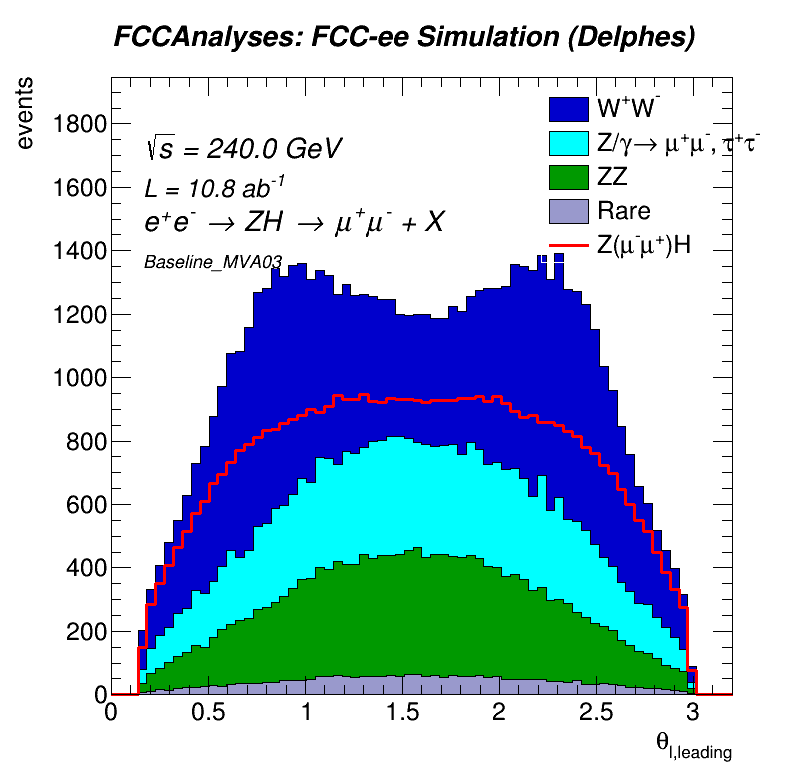 FCCAnalyses: FCC-ee Simulation (Delphes)
events
√s = 240.0 GeV
L = 10.8 ab⁻¹
e⁺e⁻ → ZH → μ⁺μ⁻ + X
Baseline_MVA03
W⁺W⁻
Z/γ→ μ⁺μ⁻, τ⁺τ⁻
ZZ
Rare
Z(μ⁻μ⁺)H
1800
1600
1400
1200
1000
800
600
400
200
0
0 0.5 1 1.5 2 2.5 3
θl,leading